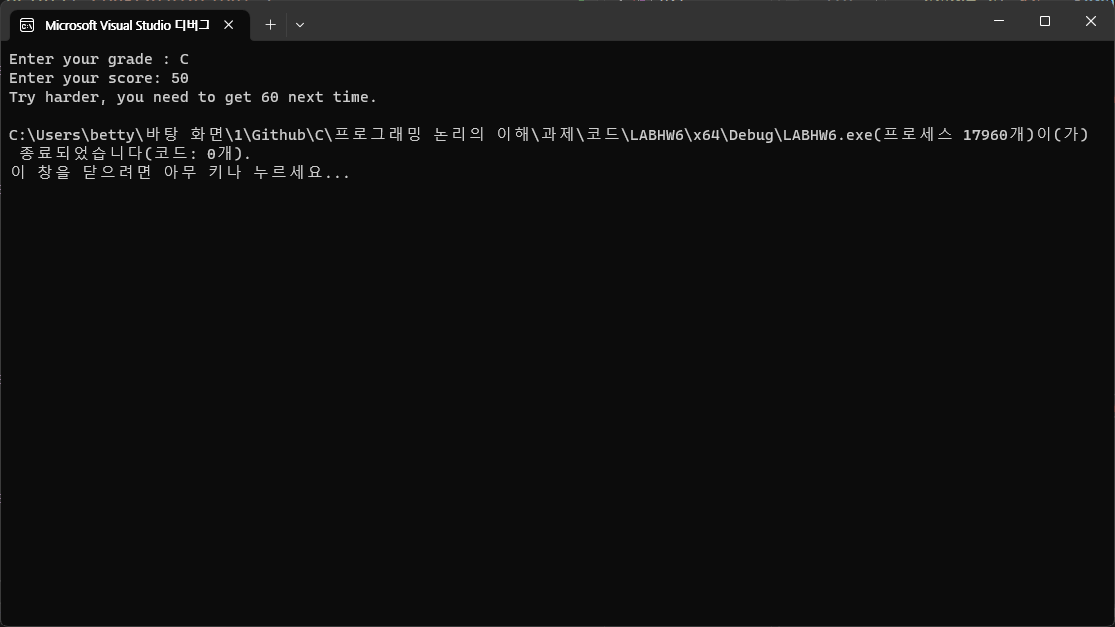 Microsoft Visual Studio 디버그
Enter your grade : C
Enter your score: 50
Try harder, you need to get 60 next time.
C:\Users\betty\바탕 화면\1\Github\C\프로그래밍 논리의 이해\과제\코드\LABHW6\x64\Debug\LABHW6.exe(프로세스 17960개)이(가)
종료되었습니다(코드: 0개).
이 창을 닫으려면 아무 키나 누르세요...